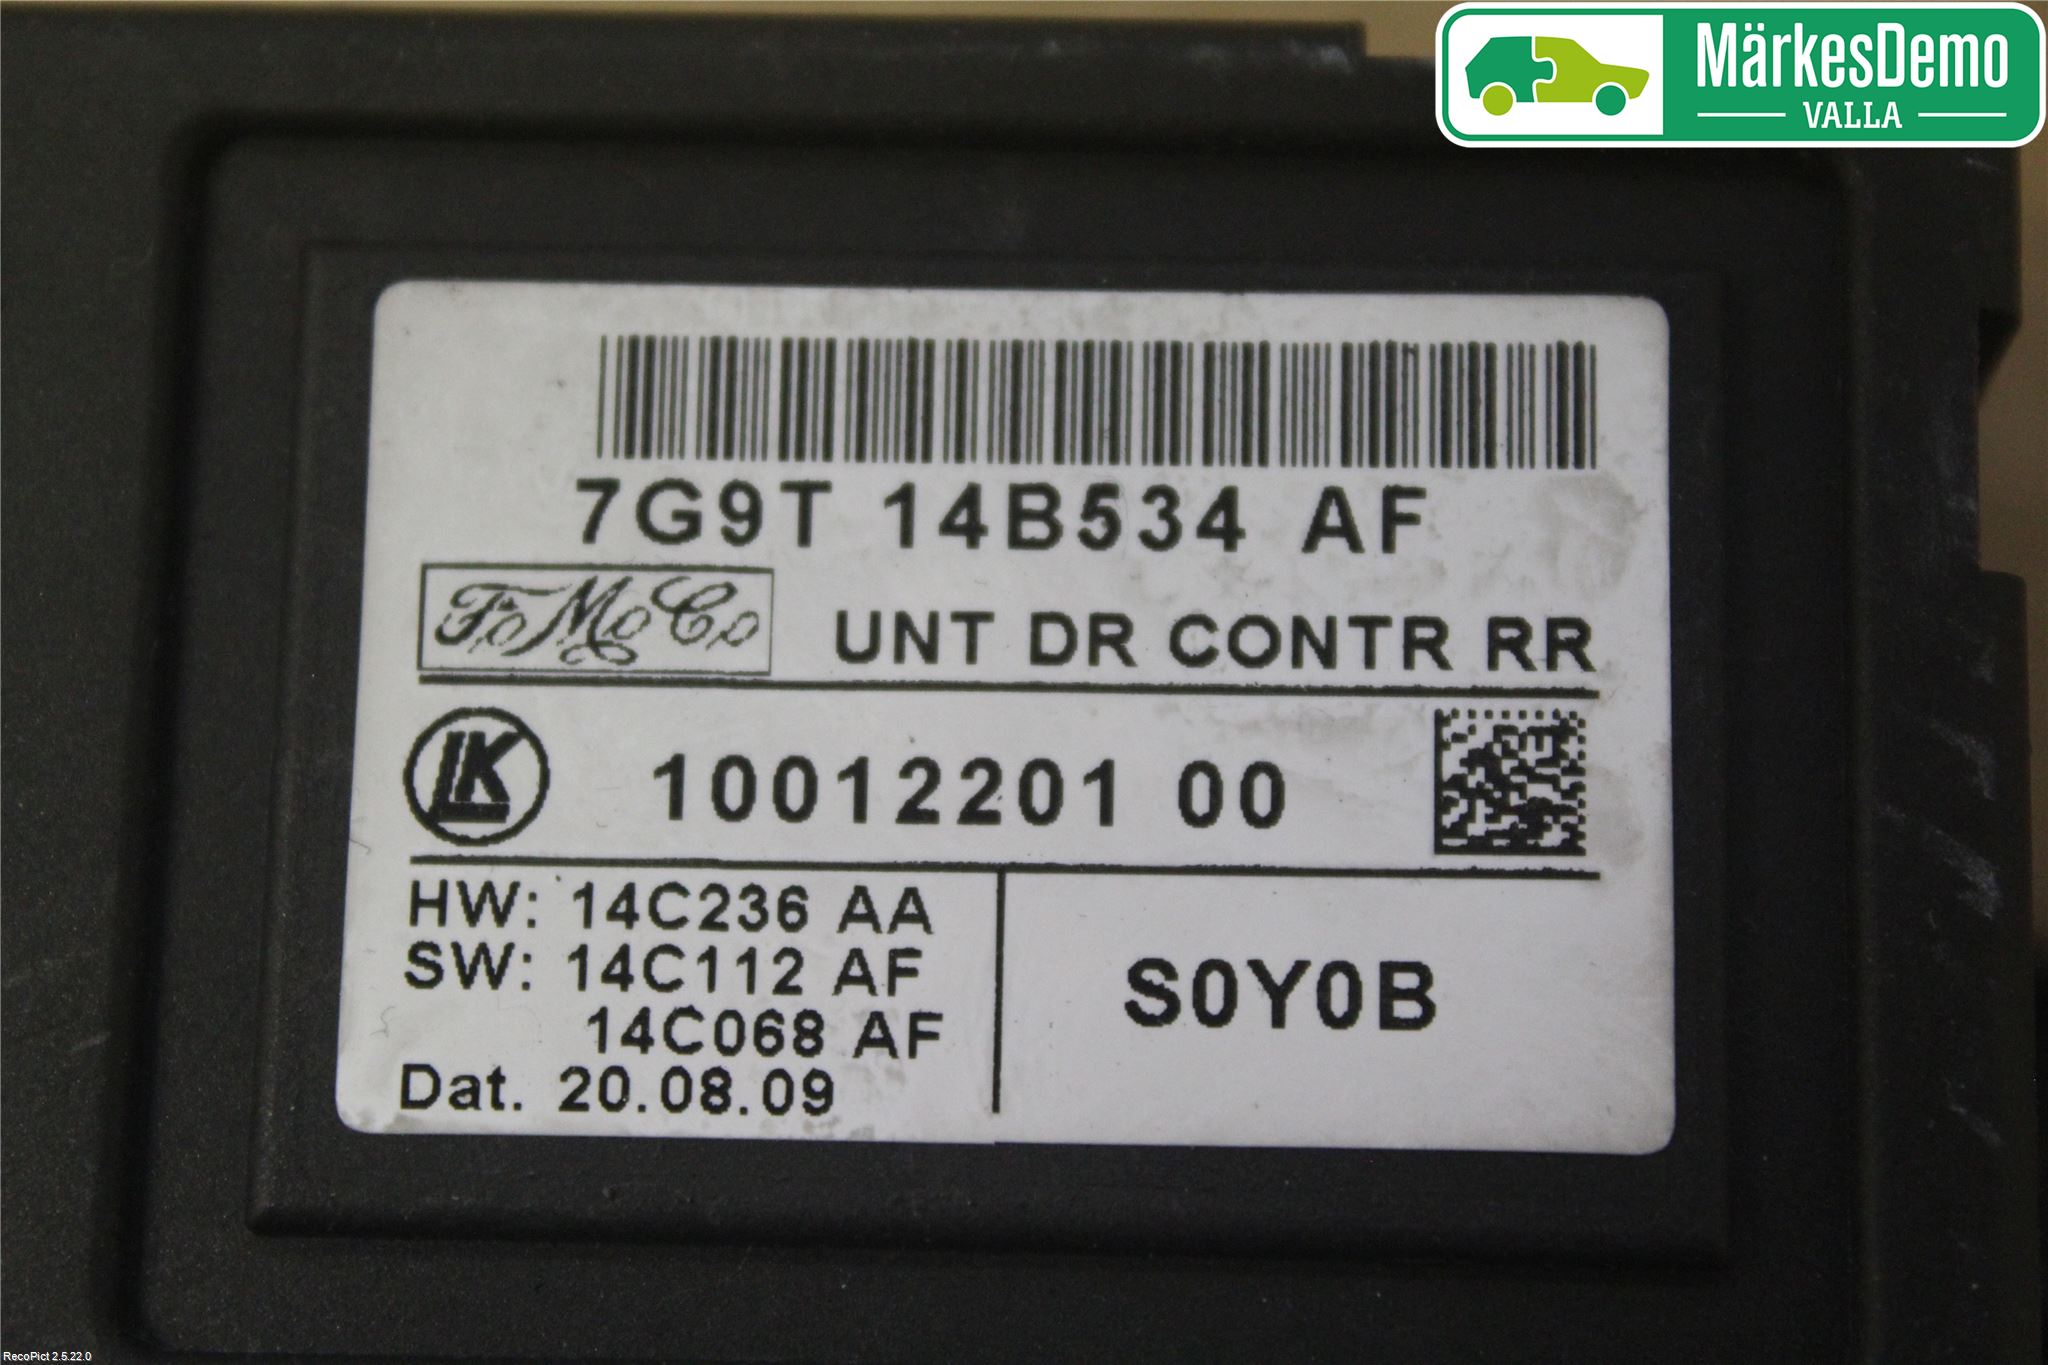 MärkesDemo
VALLA
7G9T 14B534 AF
FoMoCo
UNT DR CONTR RR
LK
10012201 00
HW: 14C236 AA
SW: 14C112 AF
14C068 AF
Dat. 20.08.09
S0Y0B
RecoPict 2.5.22.0